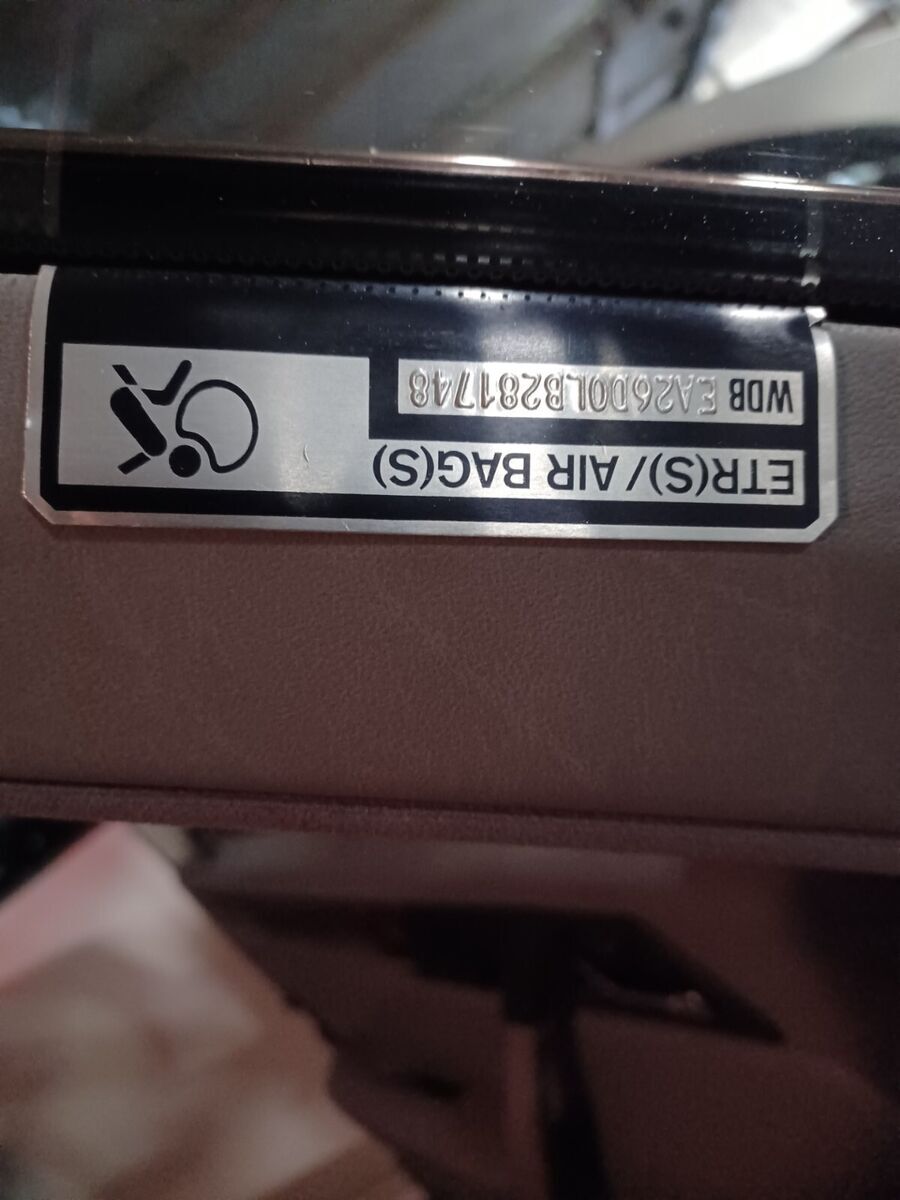 ETR(S)/AIR BAG(S)
WDB EA26D0LB281748